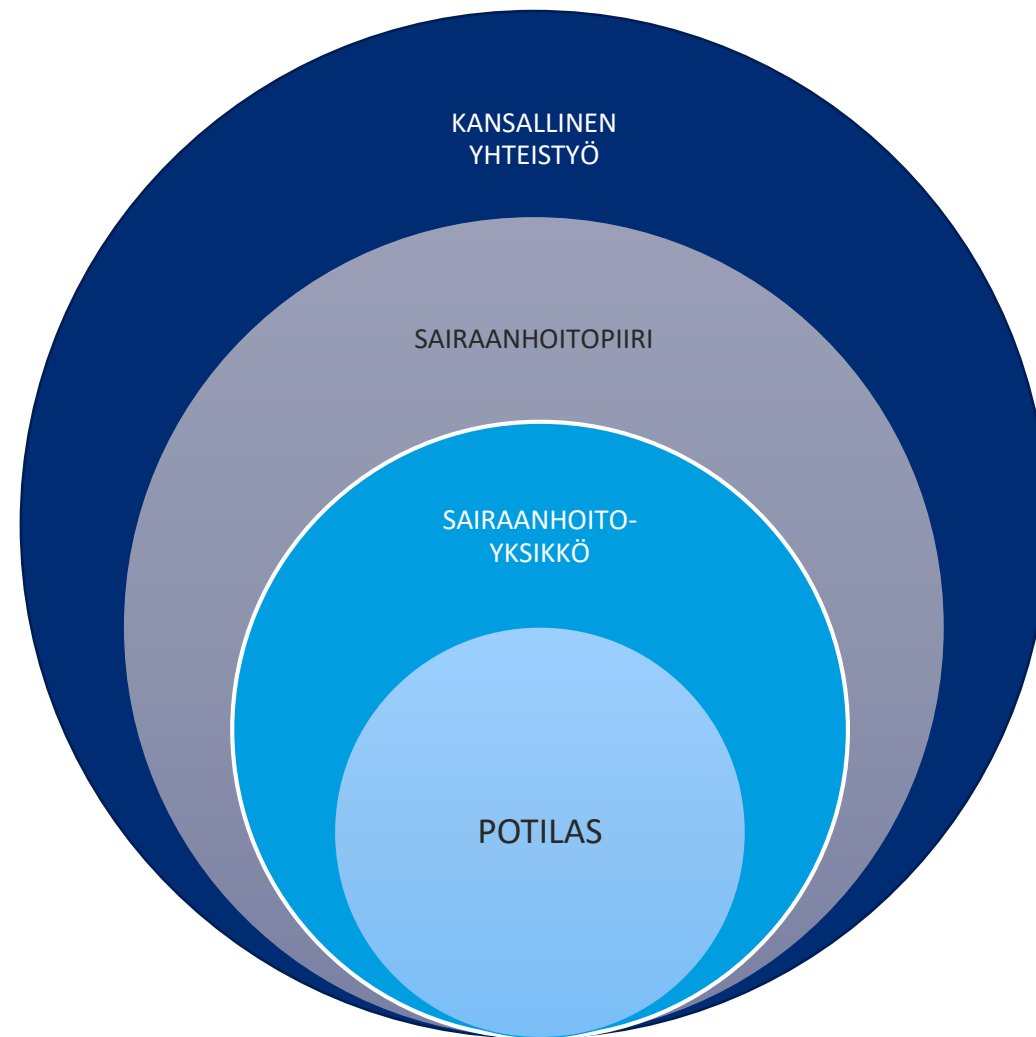 KANSALLINEN
YHTEISTYÖ
SAIRAANHOITOPIIRI
SAIRAANHOITO-
YKSIKKÖ
POTILAS